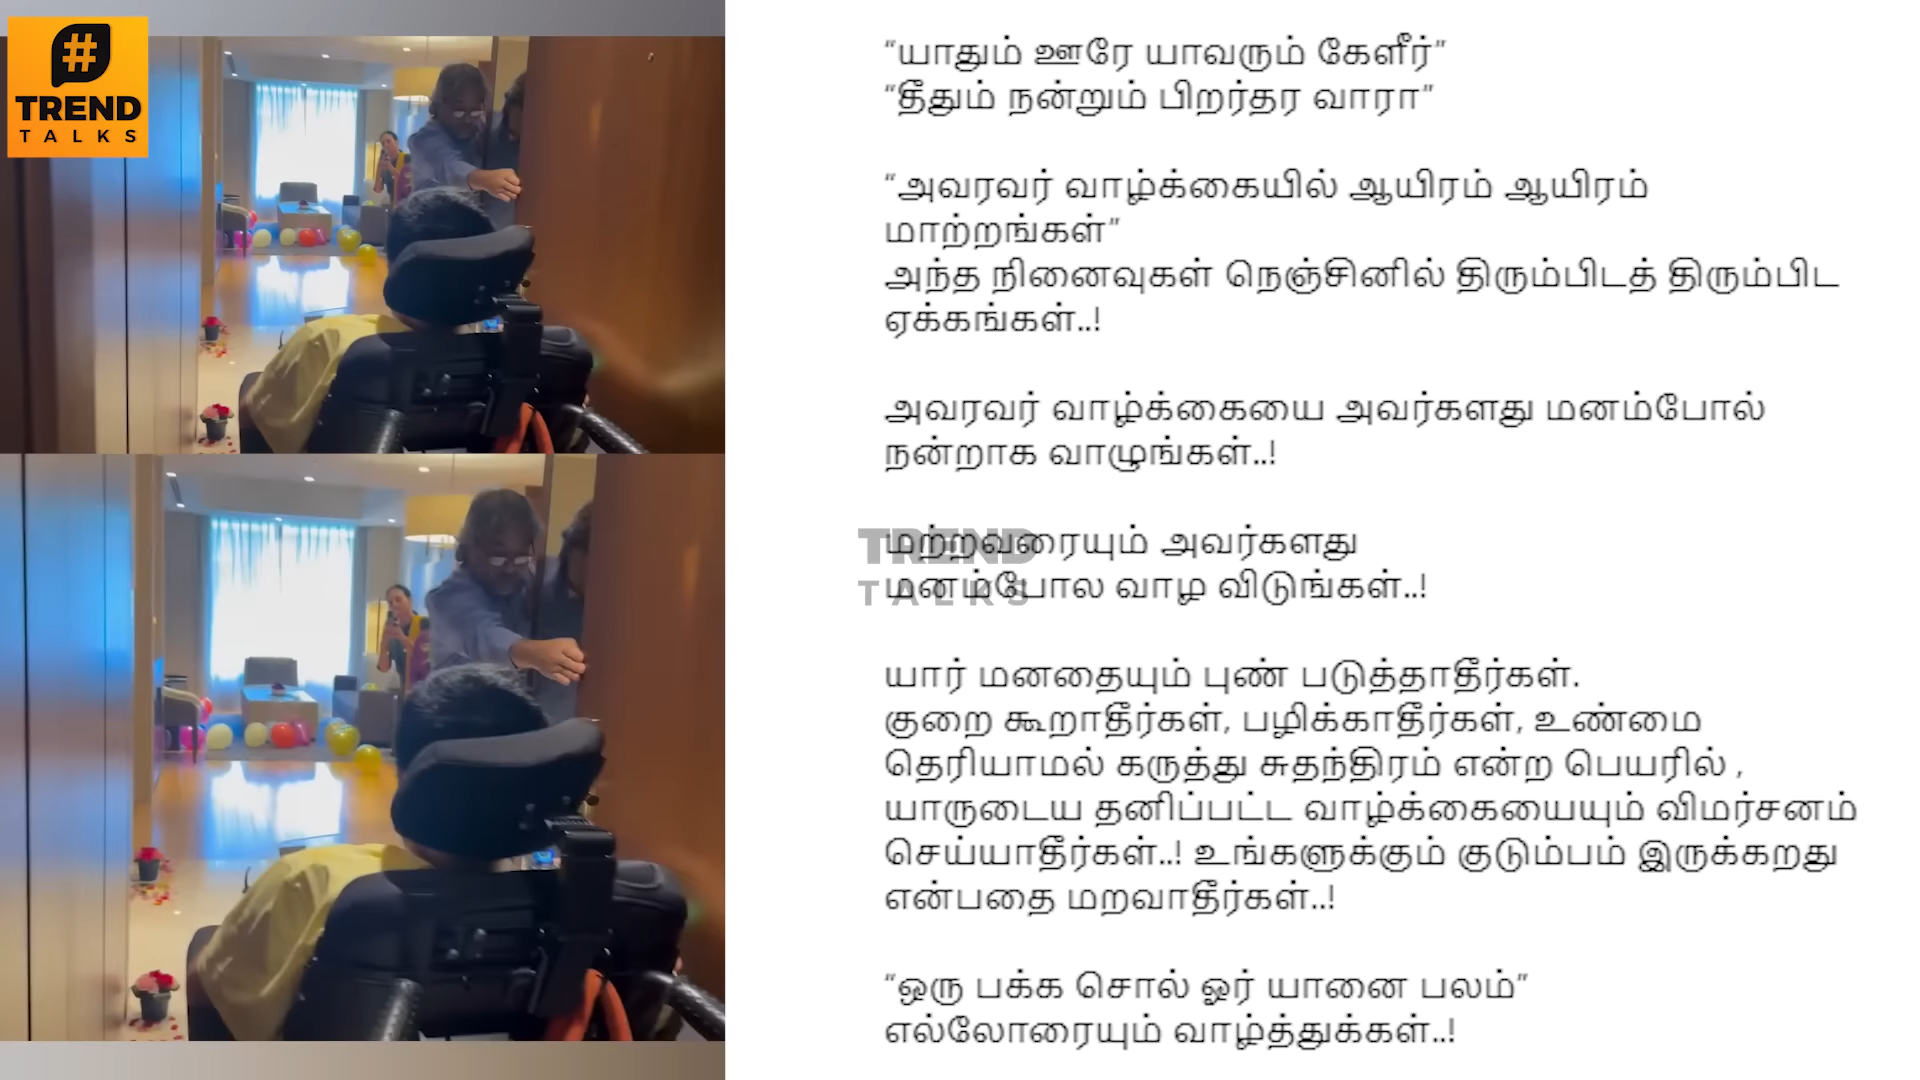 #
TREND
TALKS
“யாதும் ஊரே யாவரும் கேளீர்”
“தீதும் நன்றும் பிறர்தர வாரா”
“அவரவர் வாழ்க்கையில் ஆயிரம் ஆயிரம்
மாற்றங்கள்”
அந்த நினைவுகள் நெஞ்சினில் திரும்பிடத் திரும்பிட
ஏக்கங்கள்..!
அவரவர் வாழ்க்கையை அவர்களது மனம்போல்
நன்றாக வாழுங்கள்..!
மற்றவரையும் அவர்களது
மனம்போல வாழ விடுங்கள்..!
TREND
TALKS
யார் மனதையும் புண் படுத்தாதீர்கள்.
குறை கூறாதீர்கள், பழிக்காதீர்கள், உண்மை
தெரியாமல் கருத்து சுதந்திரம் என்ற பெயரில் ,
யாருடைய தனிப்பட்ட வாழ்க்கையையும் விமர்சனம்
செய்யாதீர்கள்..! உங்களுக்கும் குடும்பம் இருக்கறது
என்பதை மறவாதீர்கள்..!
“ஒரு பக்க சொல் ஓர் யானை பலம்”
எல்லோரையும் வாழ்த்துக்கள்..!